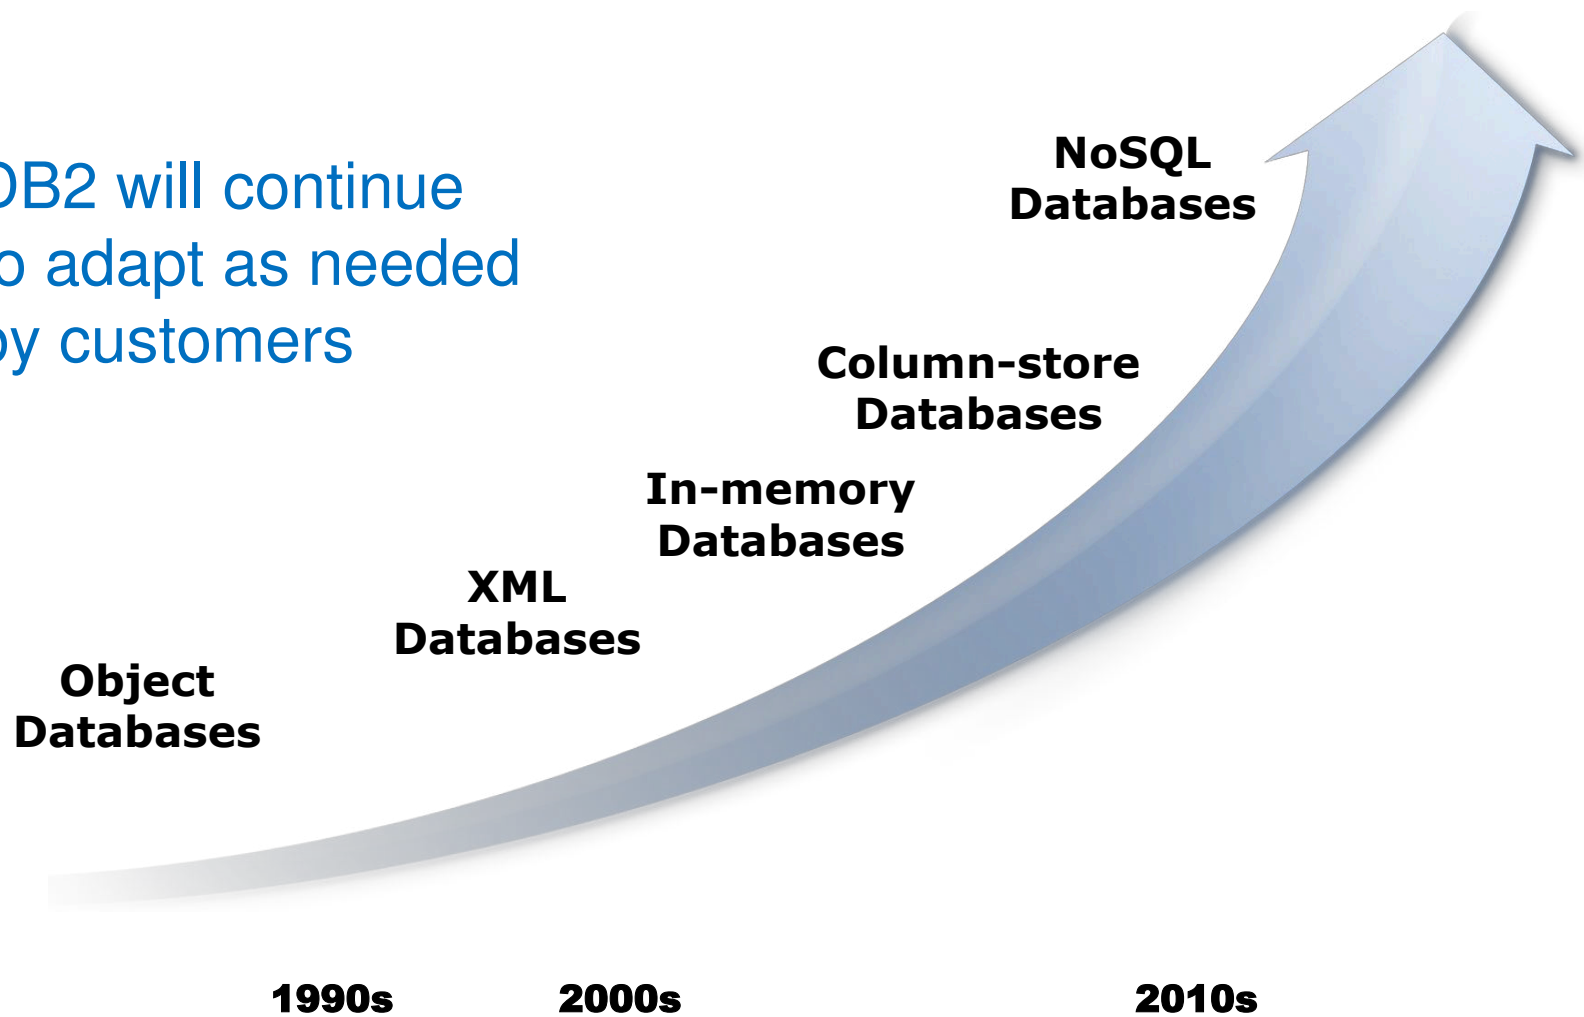 DB2 will continue
o adapt as needed
by customers
NoSQL
Databases
Column-store
Databases
In-memory
Databases
XML
Databases
Object
Databases
1990s 2000s 2010s